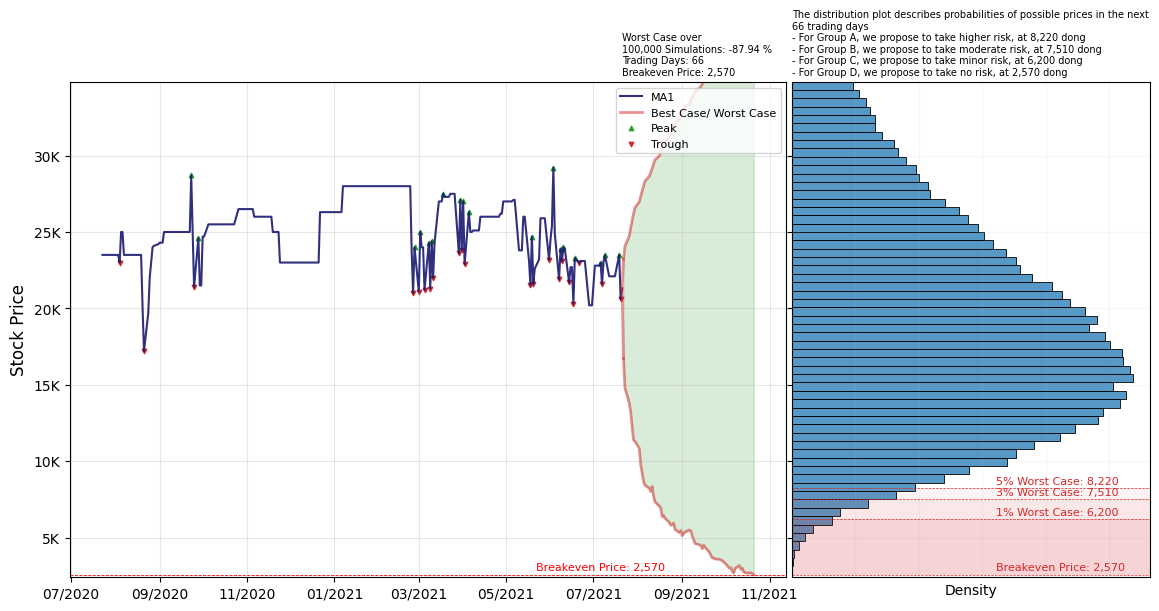 The distribution plot describes probabilities of possible prices in the next
66 trading days
- For Group A, we propose to take higher risk, at 8,220 dong
- For Group B, we propose to take moderate risk, at 7,510 dong
- For Group C, we propose to take minor risk, at 6,200 dong
- For Group D, we propose to take no risk, at 2,570 dong
Worst Case over
100,000 Simulations: -87.94 %
Trading Days: 66
Breakeven Price: 2,570
MA1
Best Case/ Worst Case
Peak
Trough
Stock Price
30K
25K
20K
15K
10K
5K
Breakeven Price: 2,570
07/2020
09/2020
11/2020
01/2021
03/2021
05/2021
07/2021
09/2021
11/2021
5% Worst Case: 8,220
3% Worst Case: 7,510
1% Worst Case: 6,200
Breakeven Price: 2,570
Density